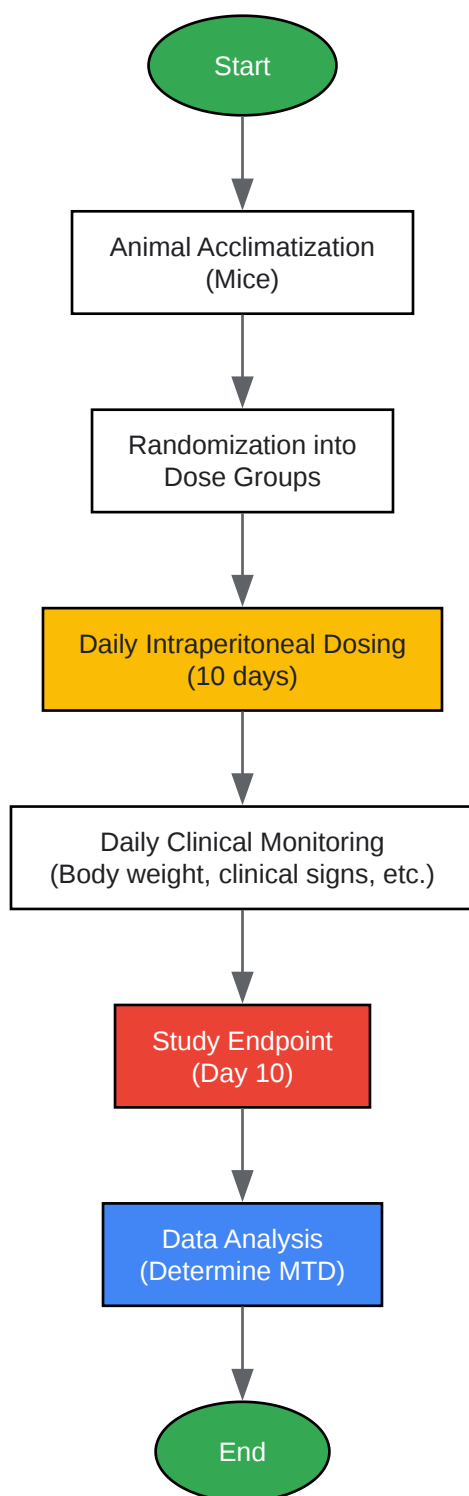 Start
Animal Acclimatization
(Mice)
Randomization into
Dose Groups
Daily Intraperitoneal Dosing
(10 days)
Daily Clinical Monitoring
(Body weight, clinical signs, etc.)
Study Endpoint
(Day 10)
Data Analysis
(Determine MTD)
End